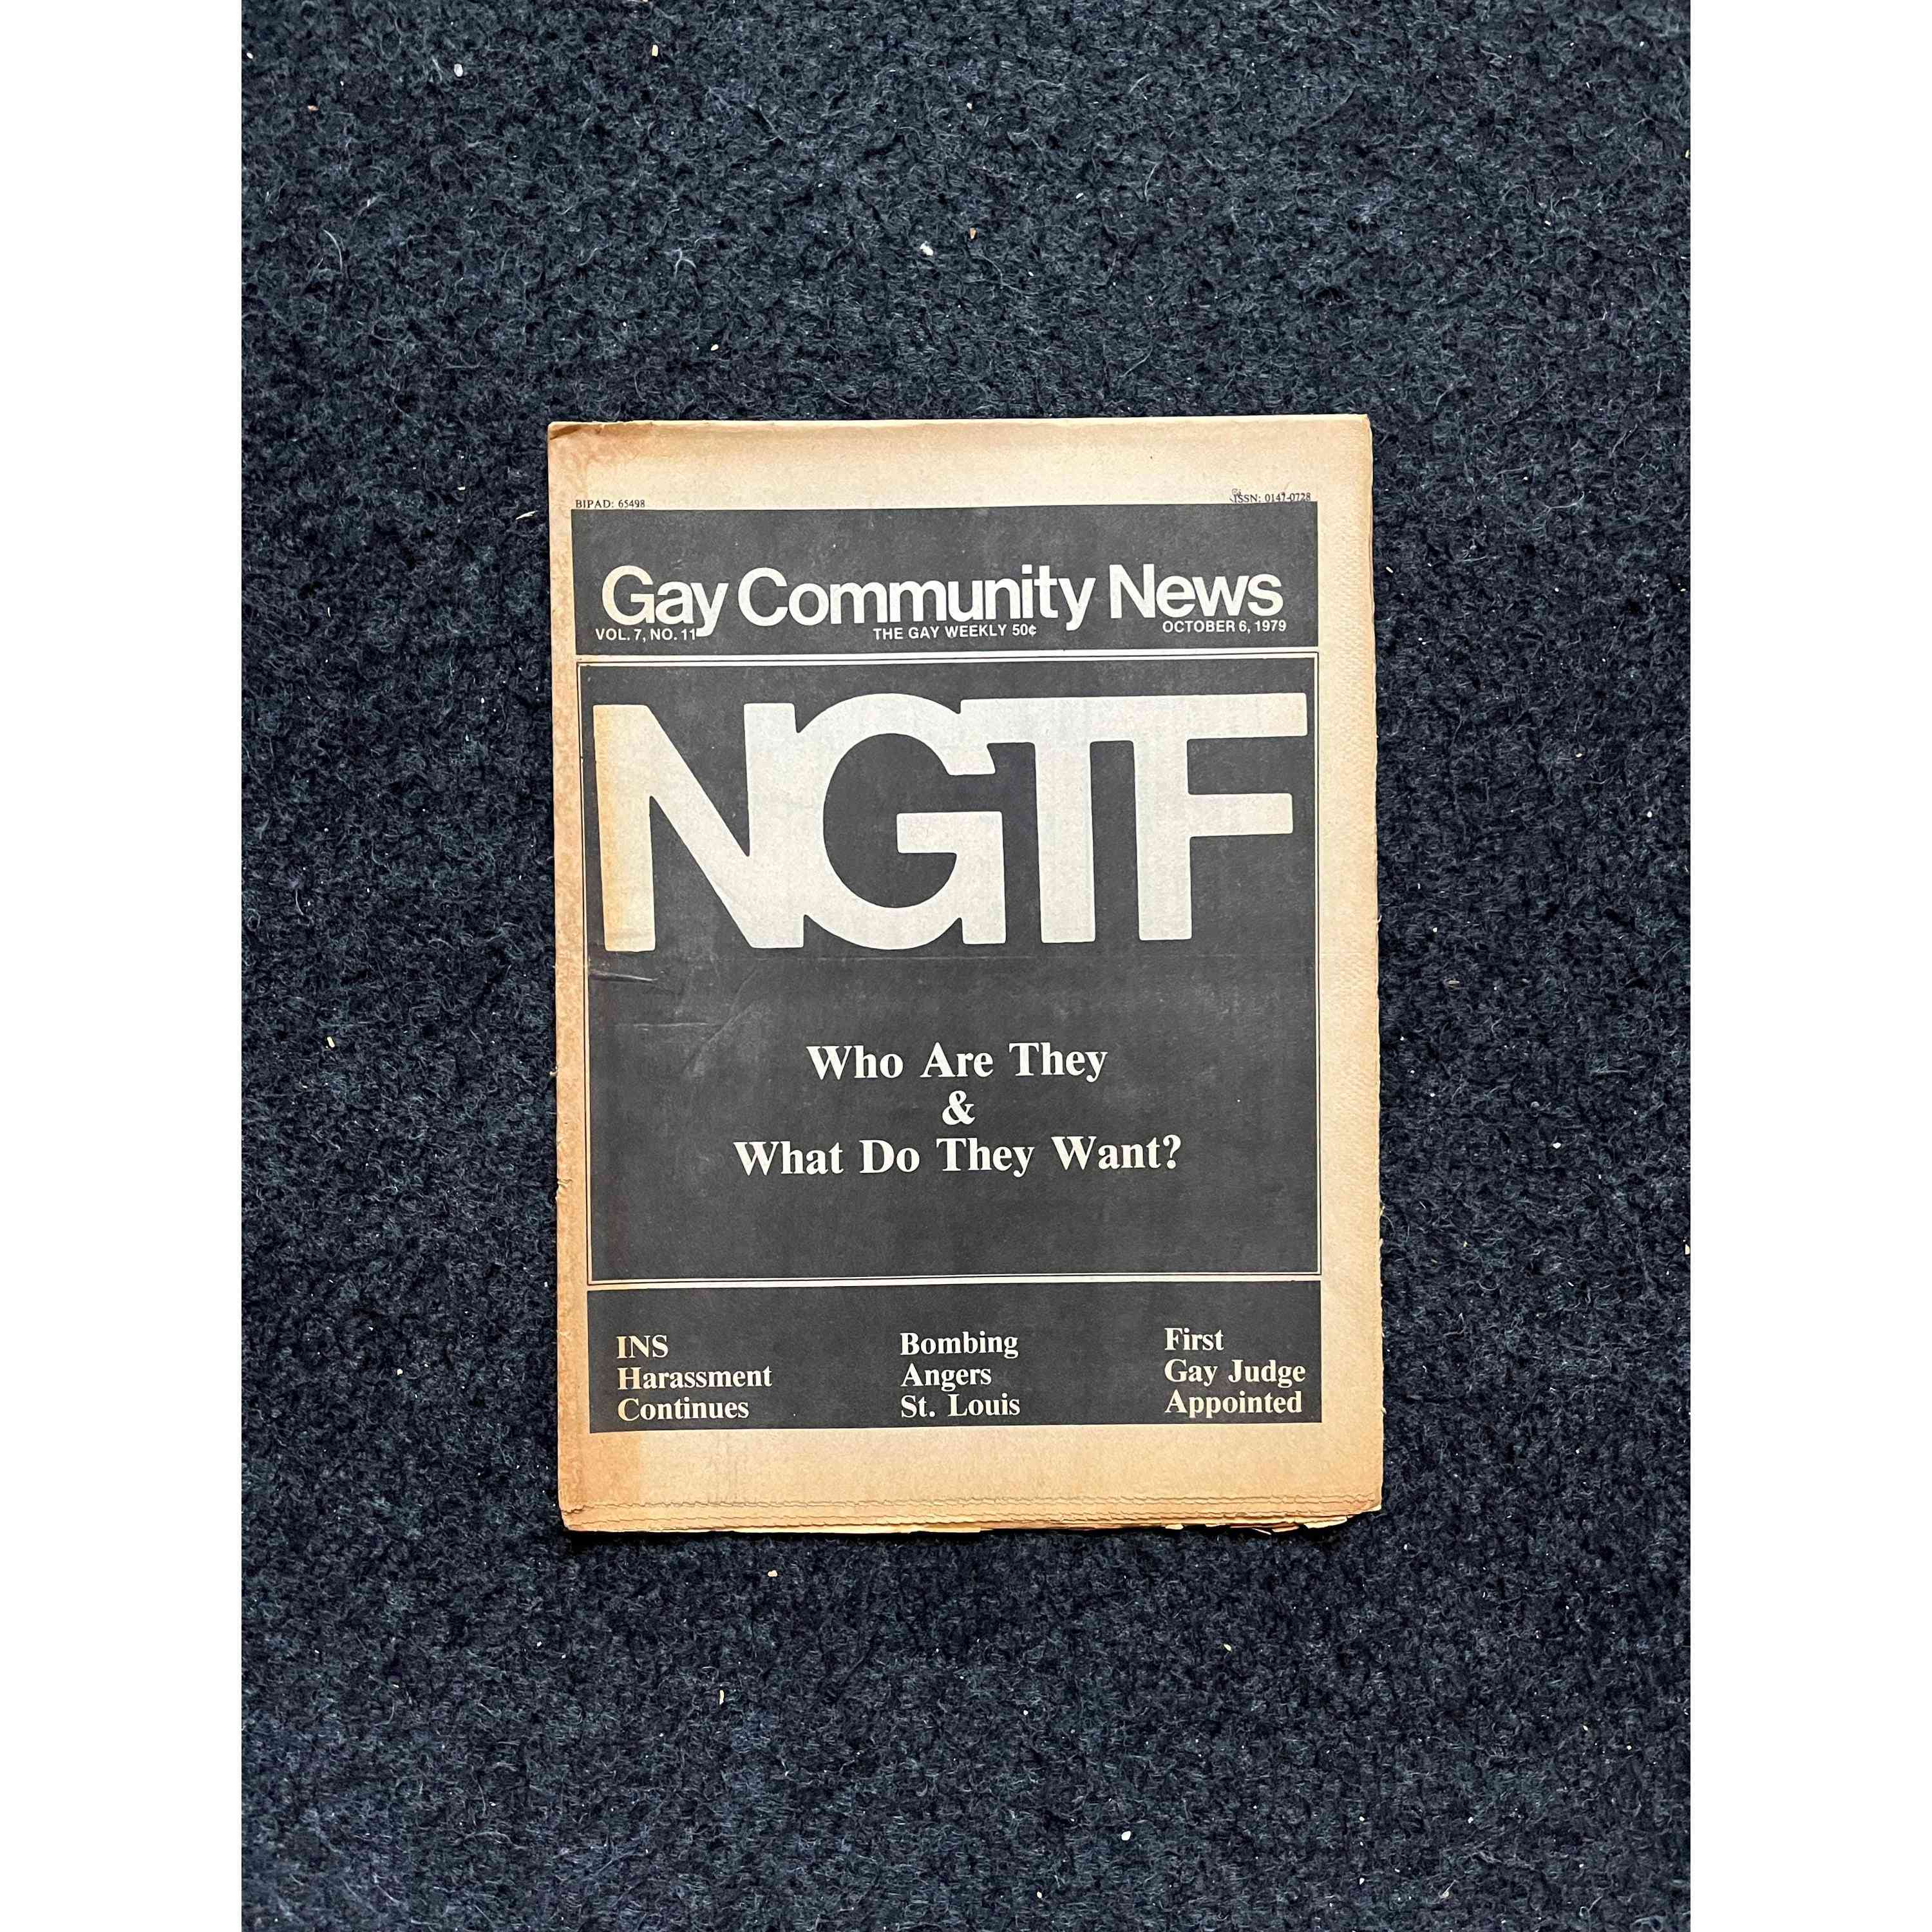 BIPAD: 65498
ISSN: 0147-0728
Gay Community News
VOL. 7, NO. 11
THE GAY WEEKLY 50¢
OCTOBER 6, 1979
NGTF
Who Are They
&
What Do They Want?
INS
Harassment
Continues
Bombing
Angers
St. Louis
First
Gay Judge
Appointed